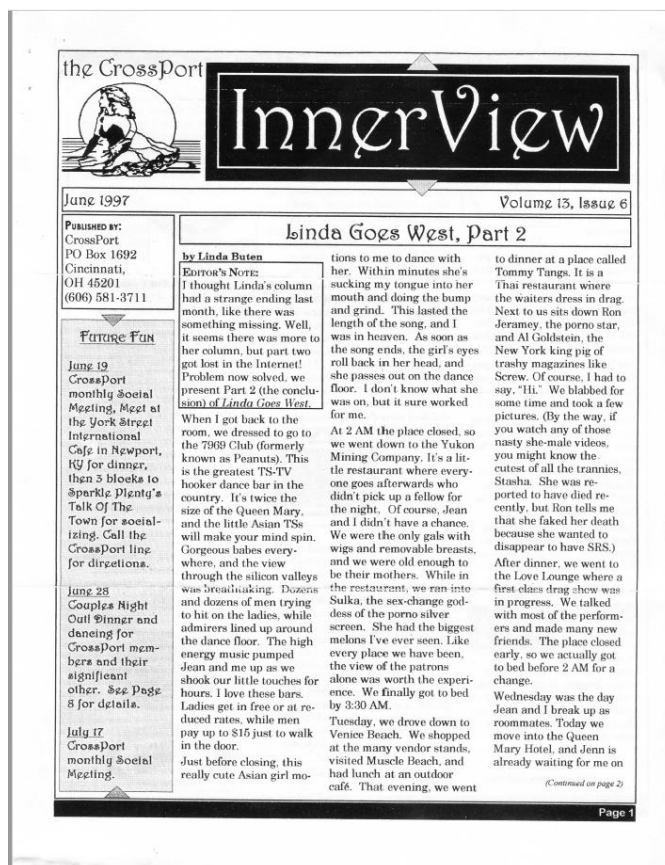 the CrossPort
InnerView
June 1997
Volume 13, Issue 6
PUBLISHED BY:
CrossPort
PO Box 1692
Cincinnati,
OH 45201
(606) 581-3711
Future Fun
June 19
CrossPort
monthly Social
Meeting, Meet at
the York Street
International
Cafe in Newport,
KY for dinner,
then 3 blocks to
Sparkle Plenty's
Talk Of The
Town for social-
izing. Call the
CrossPort line
for directions.
June 28
Couples Night
Out! Dinner and
dancing for
CrossPort mem-
bers and their
significant
other. See Page
8 for details.
July 17
CrossPort
monthly Social
Meeting.
Linda Goes West, Part 2
by Linda Buten
EDITOR'S NOTE:
I thought Linda's column
had a strange ending last
month, like there was
something missing. Well,
it seems there was more to
her column, but part two
got lost in the Internet!
Problem now solved, we
present Part 2 (the conclu-
sion) of Linda Goes West.
When I got back to the
room, we dressed to go to
the 7969 Club (formerly
known as Peanuts). This
is the greatest TS-TV
hooker dance bar in the
country. It's twice the
size of the Queen Mary,
and the little Asian TSs
will make your mind spin.
Gorgeous babes every-
where, and the view
through the silicon valleys
was breathtaking. Dozens
and dozens of men trying
to hit on the ladies, while
admirers lined up around
the dance floor. The high
energy music pumped
Jean and me up as we
shook our little touches for
hours. I love these bars.
Ladies get in free or at re-
duced rates, while men
pay up to $15 just to walk
in the door.
Just before closing, this
really cute Asian girl mo-
tions to me to dance with
her. Within minutes she's
sucking my tongue into her
mouth and doing the bump
and grind. This lasted the
length of the song, and I
was in heaven. As soon as
the song ends, the girl's eyes
roll back in her head, and
she passes out on the dance
floor. I don't know what she
was on, but it sure worked
for me.
At 2 AM the place closed, so
we went down to the Yukon
Mining Company. It's a lit-
tle restaurant where every-
one goes afterwards who
didn't pick up a fellow for
the night. Of course, Jean
and I didn't have a chance.
We were the only gals with
wigs and removable breasts,
and we were old enough to
be their mothers. While in
the restaurant, we ran into
Sulka, the sex-change god-
dess of the porno silver
screen. She had the biggest
melons I've ever seen. Like
every place we have been,
the view of the patrons
alone was worth the experi-
ence. We finally got to bed
by 3:30 AM.
Tuesday, we drove down to
Venice Beach. We shopped
at the many vendor stands,
visited Muscle Beach, and
had lunch at an outdoor
café. That evening, we went
to dinner at a place called
Tommy Tangs. It is a
Thai restaurant where
the waiters dress in drag.
Next to us sits down Ron
Jeramey, the porno star,
and Al Goldstein, the
New York king pig of
trashy magazines like
Screw. Of course, I had to
say, "Hi." We blabbed for
some time and took a few
pictures. (By the way, if
you watch any of those
nasty she-male videos,
you might know the
cutest of all the trannies,
Stasha. She was re-
ported to have died re-
cently, but Ron tells me
that she faked her death
because she wanted to
disappear to have SRS.)
After dinner, we went to
the Love Lounge where a
first class drag show was
in progress. We talked
with most of the perform-
ers and made many new
friends. The place closed
early, so we actually got
to bed before 2 AM for a
change.
Wednesday was the day
Jean and I break up as
roommates. Today we
move into the Queen
Mary Hotel, and Jenn is
already waiting for me on
(Continued on page 2)
Page 1